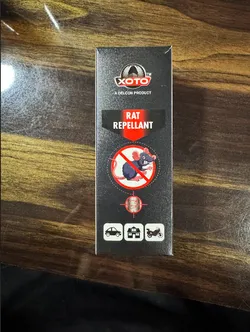 XOTO
A DELCON PRODUCT
RAT
REPELLANT